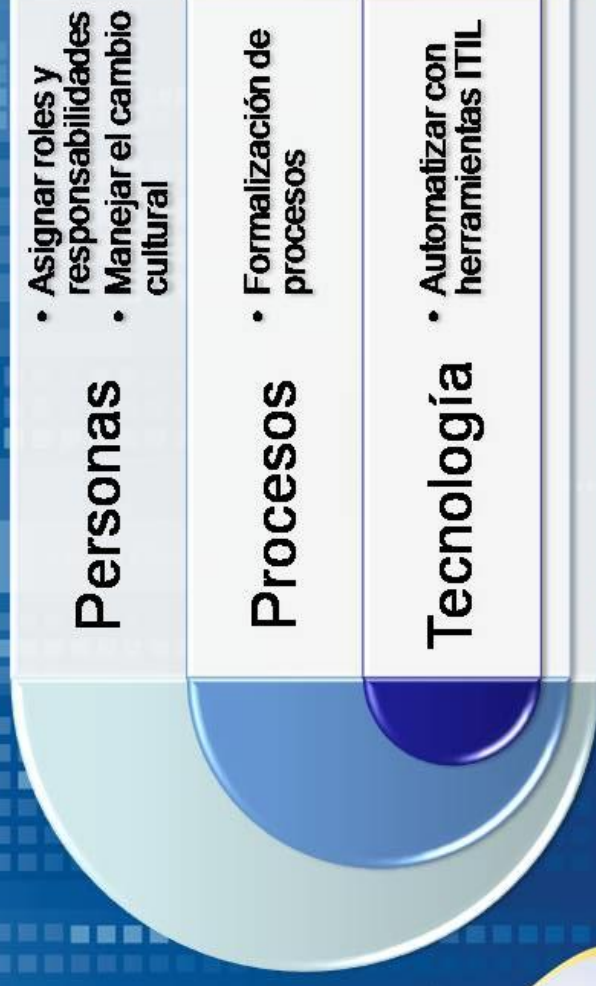 Personas
• Asignar roles y
responsabilidades
• Manejar el cambio
cultural
Procesos
• Formalización de
procesos
Tecnología
• Automatizar con
herramientas ITIL